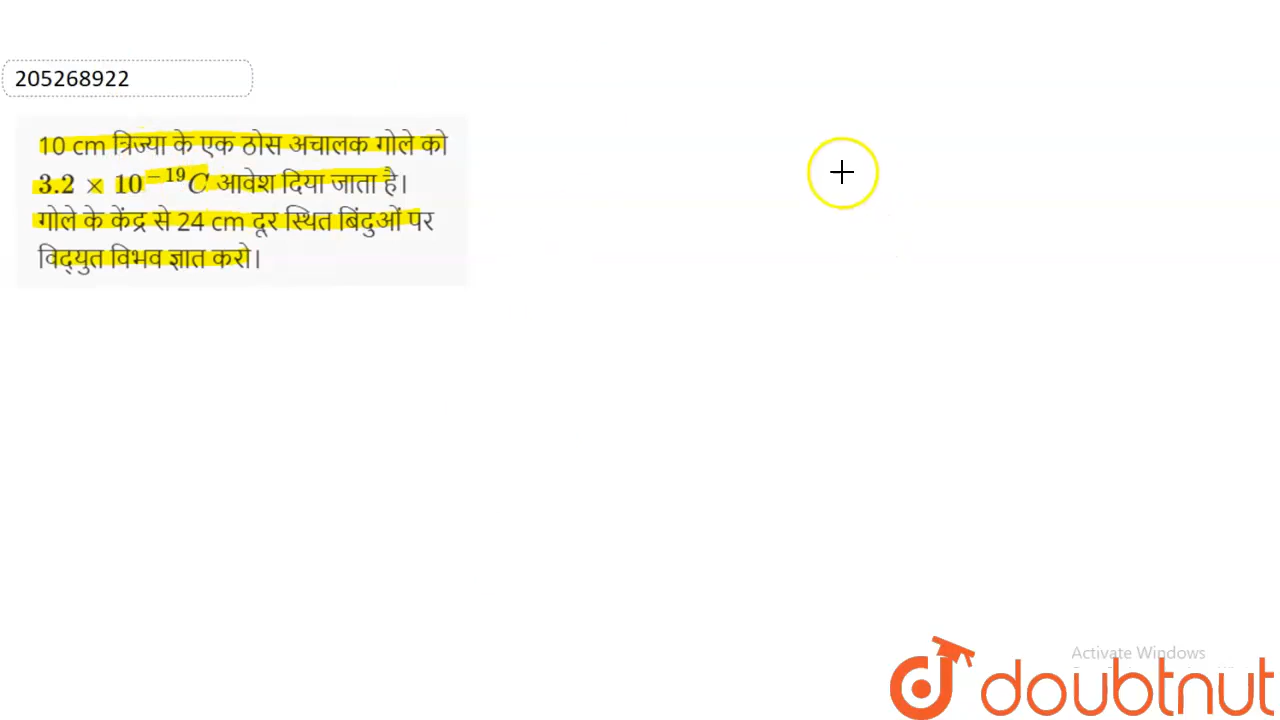 205268922
10 cm त्रिज्या के एक ठोस अचालक गोले को
3.2 × 10⁻¹⁹C आवेश दिया जाता है।
गोले के केंद्र से 24 cm दूर स्थित बिंदुओं पर
विद्युत विभव ज्ञात करो।
Activate Windows
doubtnut